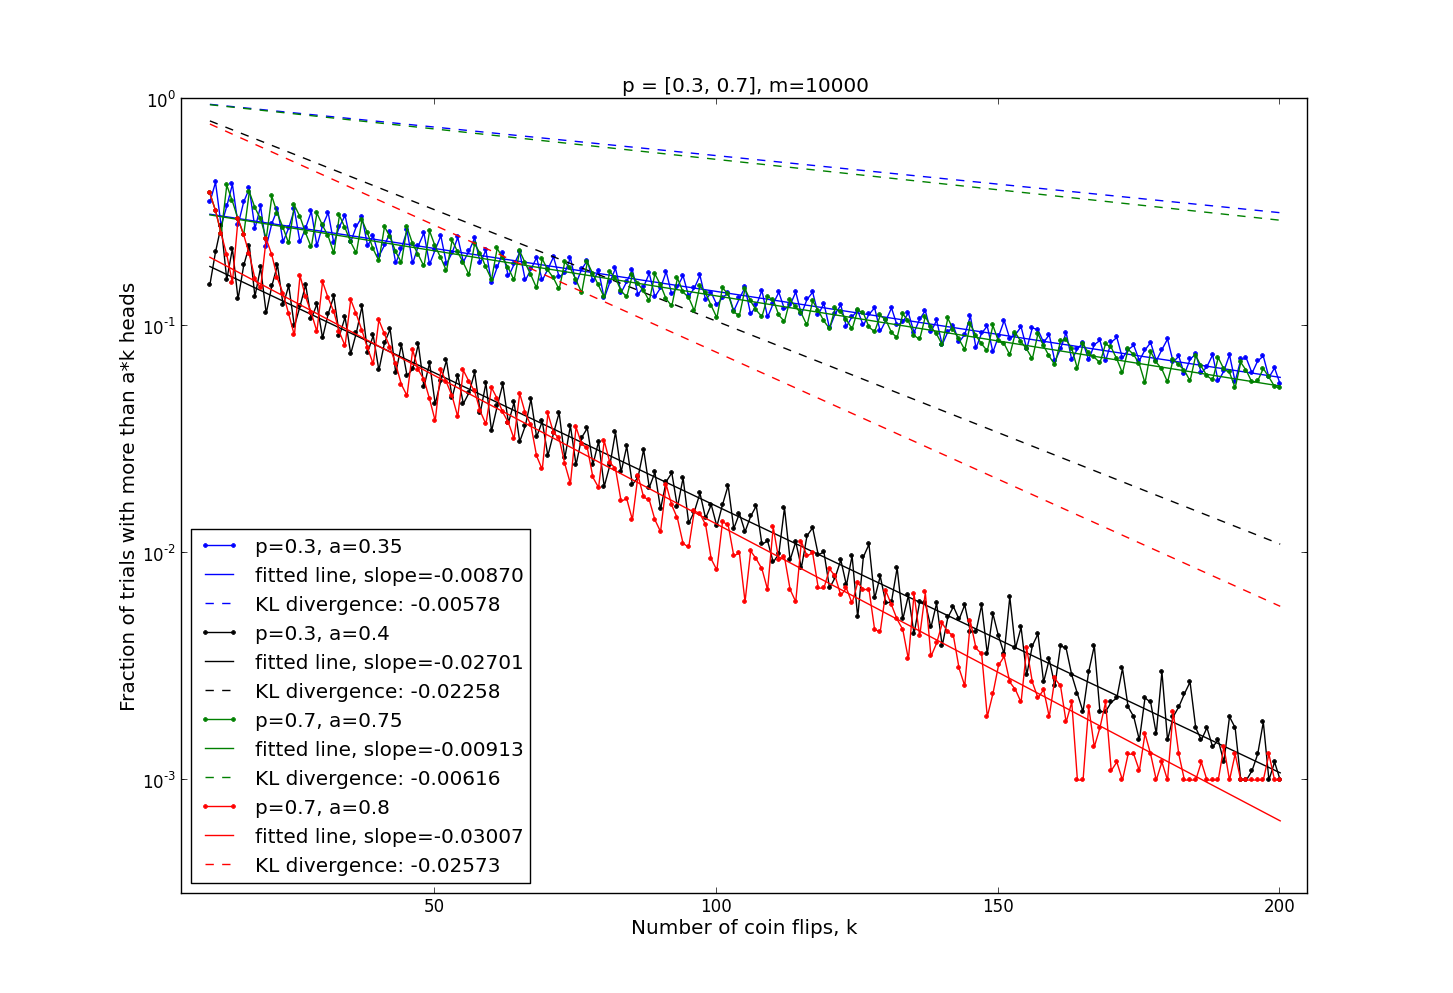 p = [0.3, 0.7], m=10000
10^0
10^-1
10^-2
10^-3
Fraction of trials with more than a*k heads
p=0.3, a=0.35
fitted line, slope=-0.00870
KL divergence: -0.00578
p=0.3, a=0.4
fitted line, slope=-0.02701
KL divergence: -0.02258
p=0.7, a=0.75
fitted line, slope=-0.00913
KL divergence: -0.00616
p=0.7, a=0.8
fitted line, slope=-0.03007
KL divergence: -0.02573
50 100 150 200
Number of coin flips, k